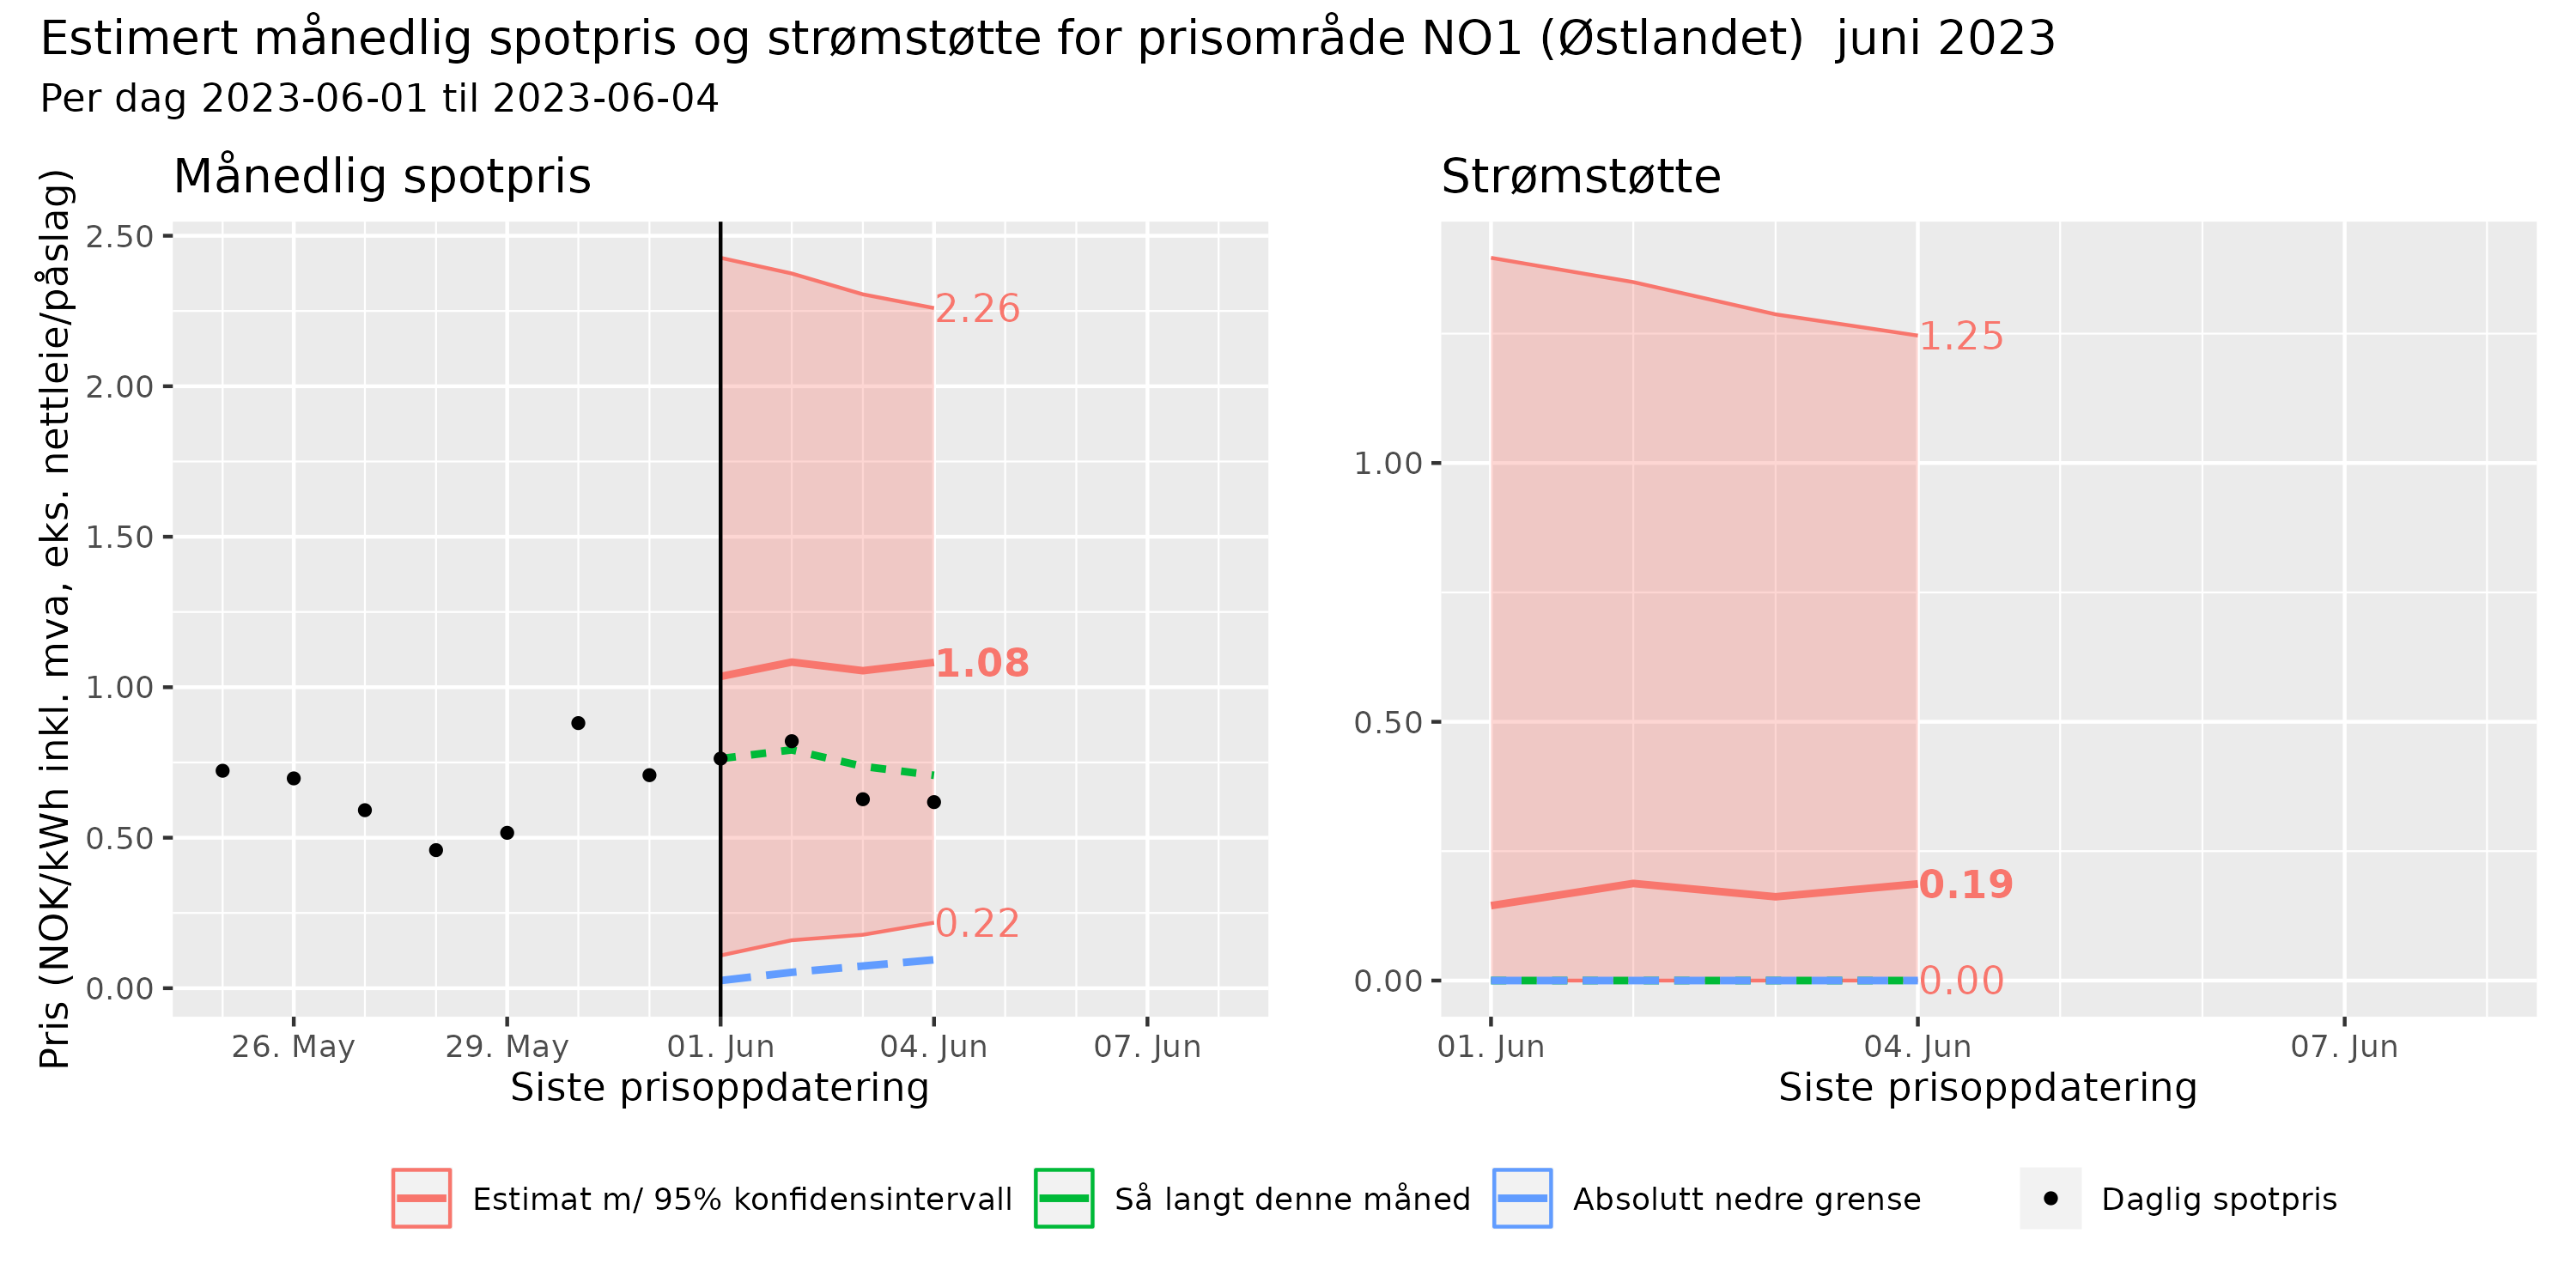 Estimert månedlig spotpris og strømstøtte for prisområde NO1 (Østlandet)  juni 2023
Per dag 2023-06-01 til 2023-06-04
Månedlig spotpris
Pris (NOK/kWh inkl. mva, eks. nettleie/påslag)
2.50
2.00
1.50
1.00
0.50
0.00
2.26
1.08
0.22
26. May
29. May
01. Jun
04. Jun
07. Jun
Siste prisoppdatering
Strømstøtte
1.00
0.50
0.00
1.25
0.19
0.00
01. Jun
04. Jun
07. Jun
Siste prisoppdatering
Estimat m/ 95% konfidensintervall
Så langt denne måned
Absolutt nedre grense
Daglig spotpris